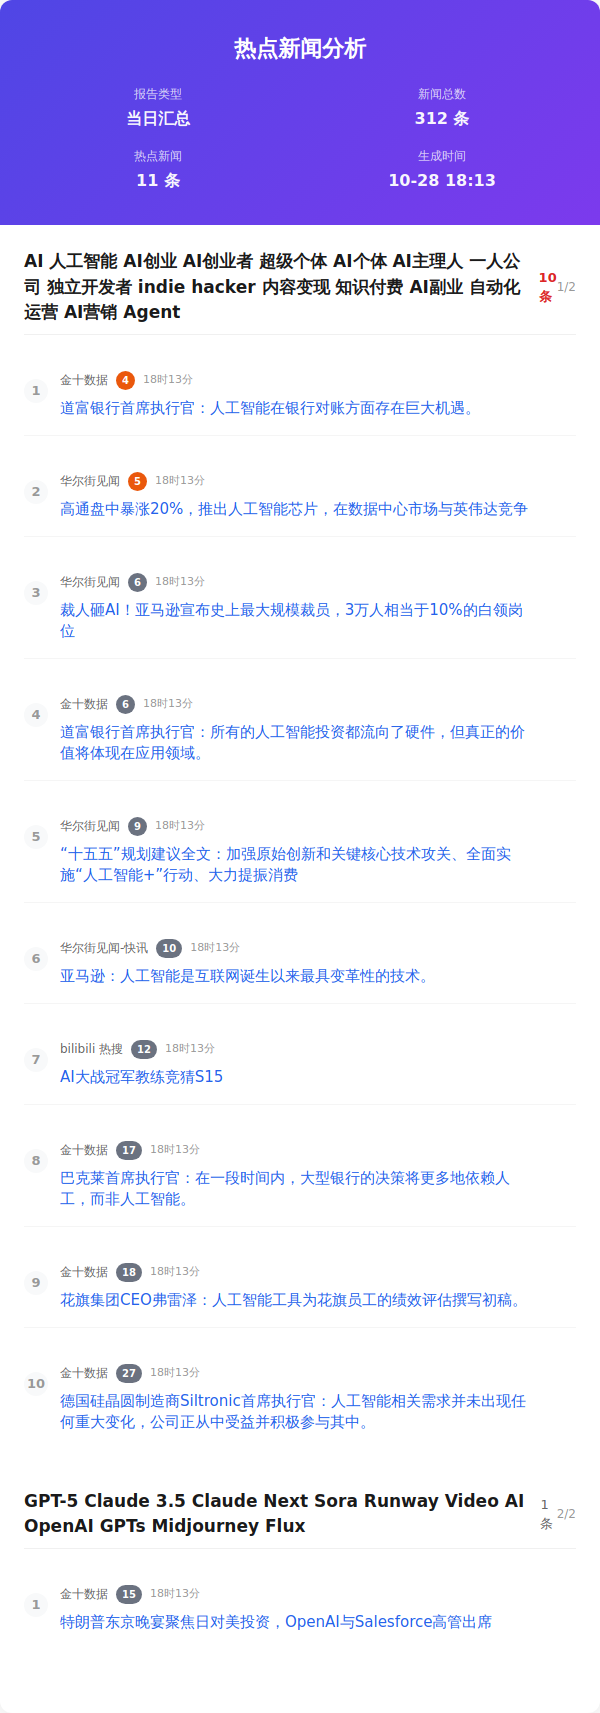 热点新闻分析
报告类型
当日汇总
新闻总数
312 条
热点新闻
11 条
生成时间
10-28 18:13
AI 人工智能 AI创业 AI创业者 超级个体 AI个体 AI主理人 一人公
司 独立开发者 indie hacker 内容变现 知识付费 AI副业 自动化
运营 AI营销 Agent
10
条
1/2
1
金十数据 4 18时13分
道富银行首席执行官：人工智能在银行对账方面存在巨大机遇。
2
华尔街见闻 5 18时13分
高通盘中暴涨20%，推出人工智能芯片，在数据中心市场与英伟达竞争
3
华尔街见闻 6 18时13分
裁人砸AI！亚马逊宣布史上最大规模裁员，3万人相当于10%的白领岗
位
4
金十数据 6 18时13分
道富银行首席执行官：所有的人工智能投资都流向了硬件，但真正的价
值将体现在应用领域。
5
华尔街见闻 9 18时13分
“十五五”规划建议全文：加强原始创新和关键核心技术攻关、全面实
施“人工智能+”行动、大力提振消费
6
华尔街见闻-快讯 10 18时13分
亚马逊：人工智能是互联网诞生以来最具变革性的技术。
7
bilibili 热搜 12 18时13分
AI大战冠军教练竞猜S15
8
金十数据 17 18时13分
巴克莱首席执行官：在一段时间内，大型银行的决策将更多地依赖人
工，而非人工智能。
9
金十数据 18 18时13分
花旗集团CEO弗雷泽：人工智能工具为花旗员工的绩效评估撰写初稿。
10
金十数据 27 18时13分
德国硅晶圆制造商Siltronic首席执行官：人工智能相关需求并未出现任
何重大变化，公司正从中受益并积极参与其中。
GPT-5 Claude 3.5 Claude Next Sora Runway Video AI
OpenAI GPTs Midjourney Flux
1
条
2/2
1
金十数据 15 18时13分
特朗普东京晚宴聚焦日对美投资，OpenAI与Salesforce高管出席